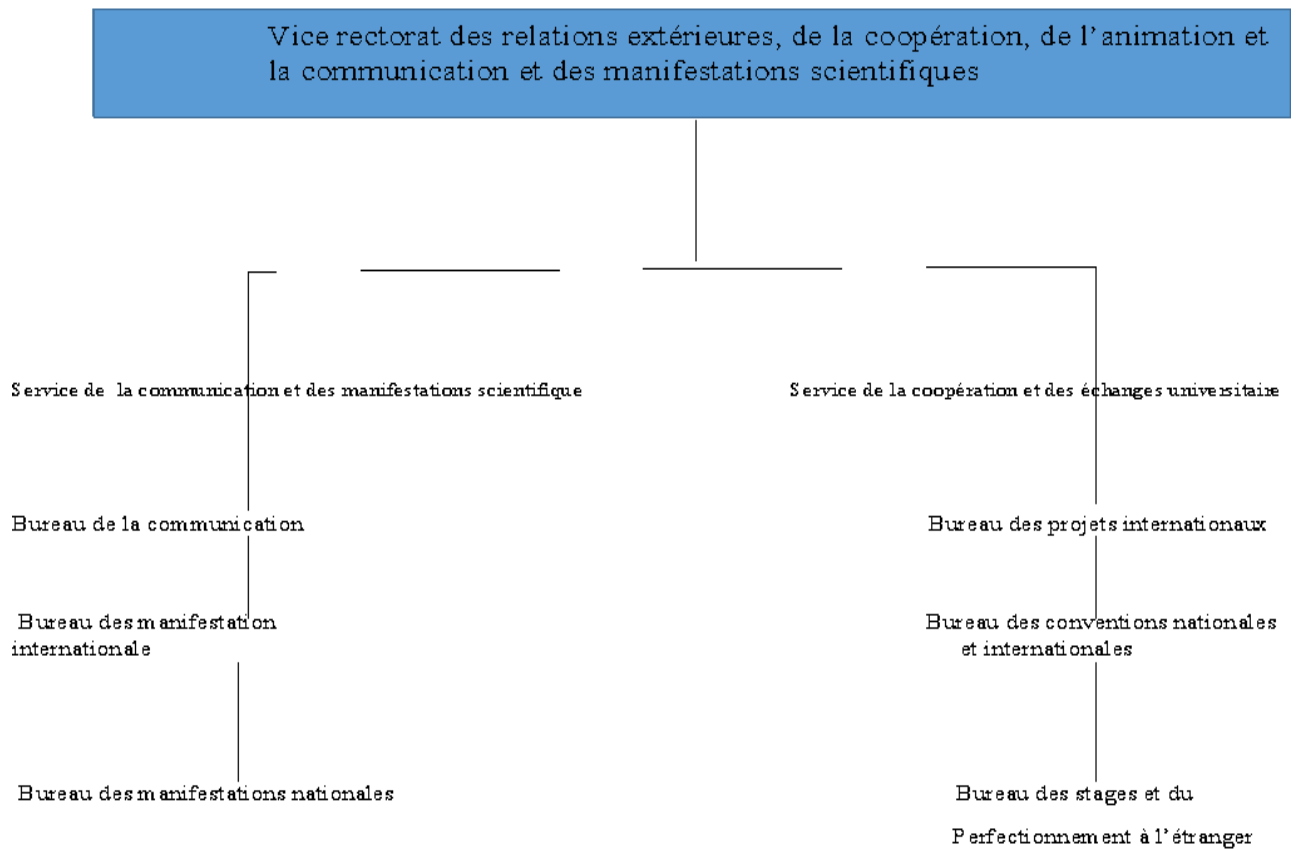 Vice rectorat des relations extérieures, de la coopération, de l'animation et
la communication et des manifestations scientifiques
Service de la communication et des manifestations scientifique
Service de la coopération et des échanges universitaire
Bureau de la communication
Bureau des projets internationaux
Bureau des manifestation
internationale
Bureau des conventions nationales
et internationales
Bureau des manifestations nationales
Bureau des stages et du
Perfectionnement à l'étranger